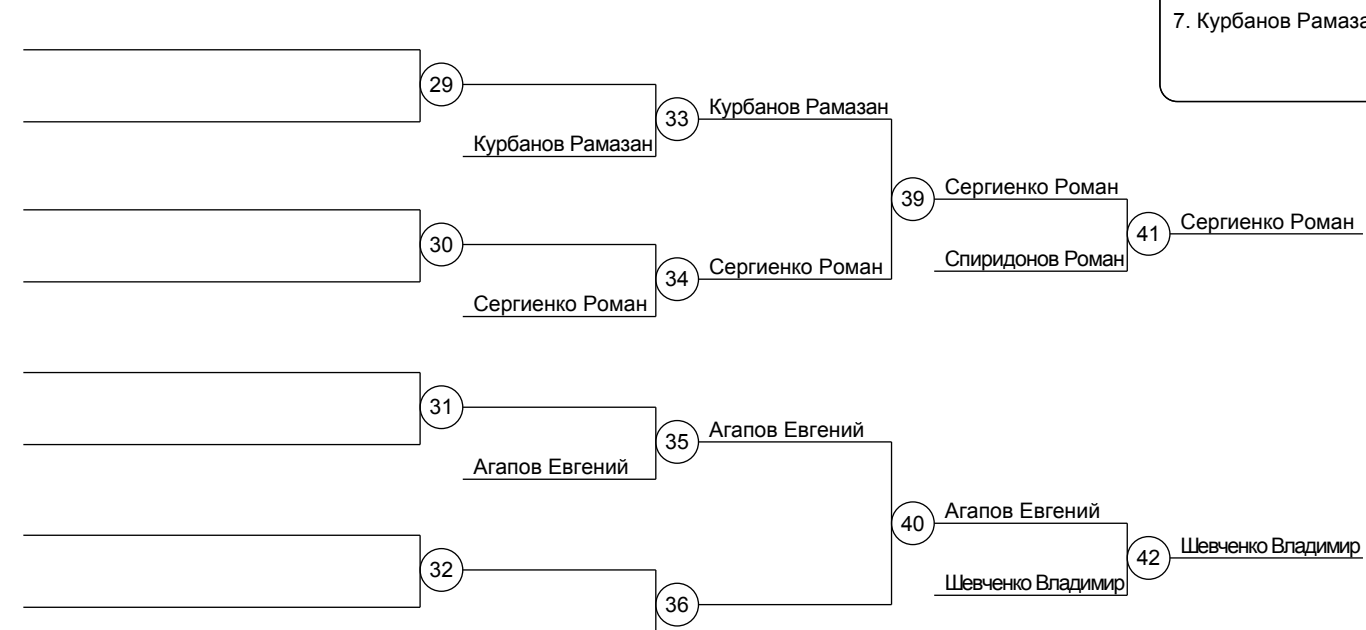 7. Курбанов Рамаза
29
33
Курбанов Рамазан
Курбанов Рамазан
39
Сергиенко Роман
41
Сергиенко Роман
30
Спиридонов Роман
34
Сергиенко Роман
Сергиенко Роман
31
35
Агапов Евгений
Агапов Евгений
40
Агапов Евгений
42
Шевченко Владимир
32
Шевченко Владимир
36